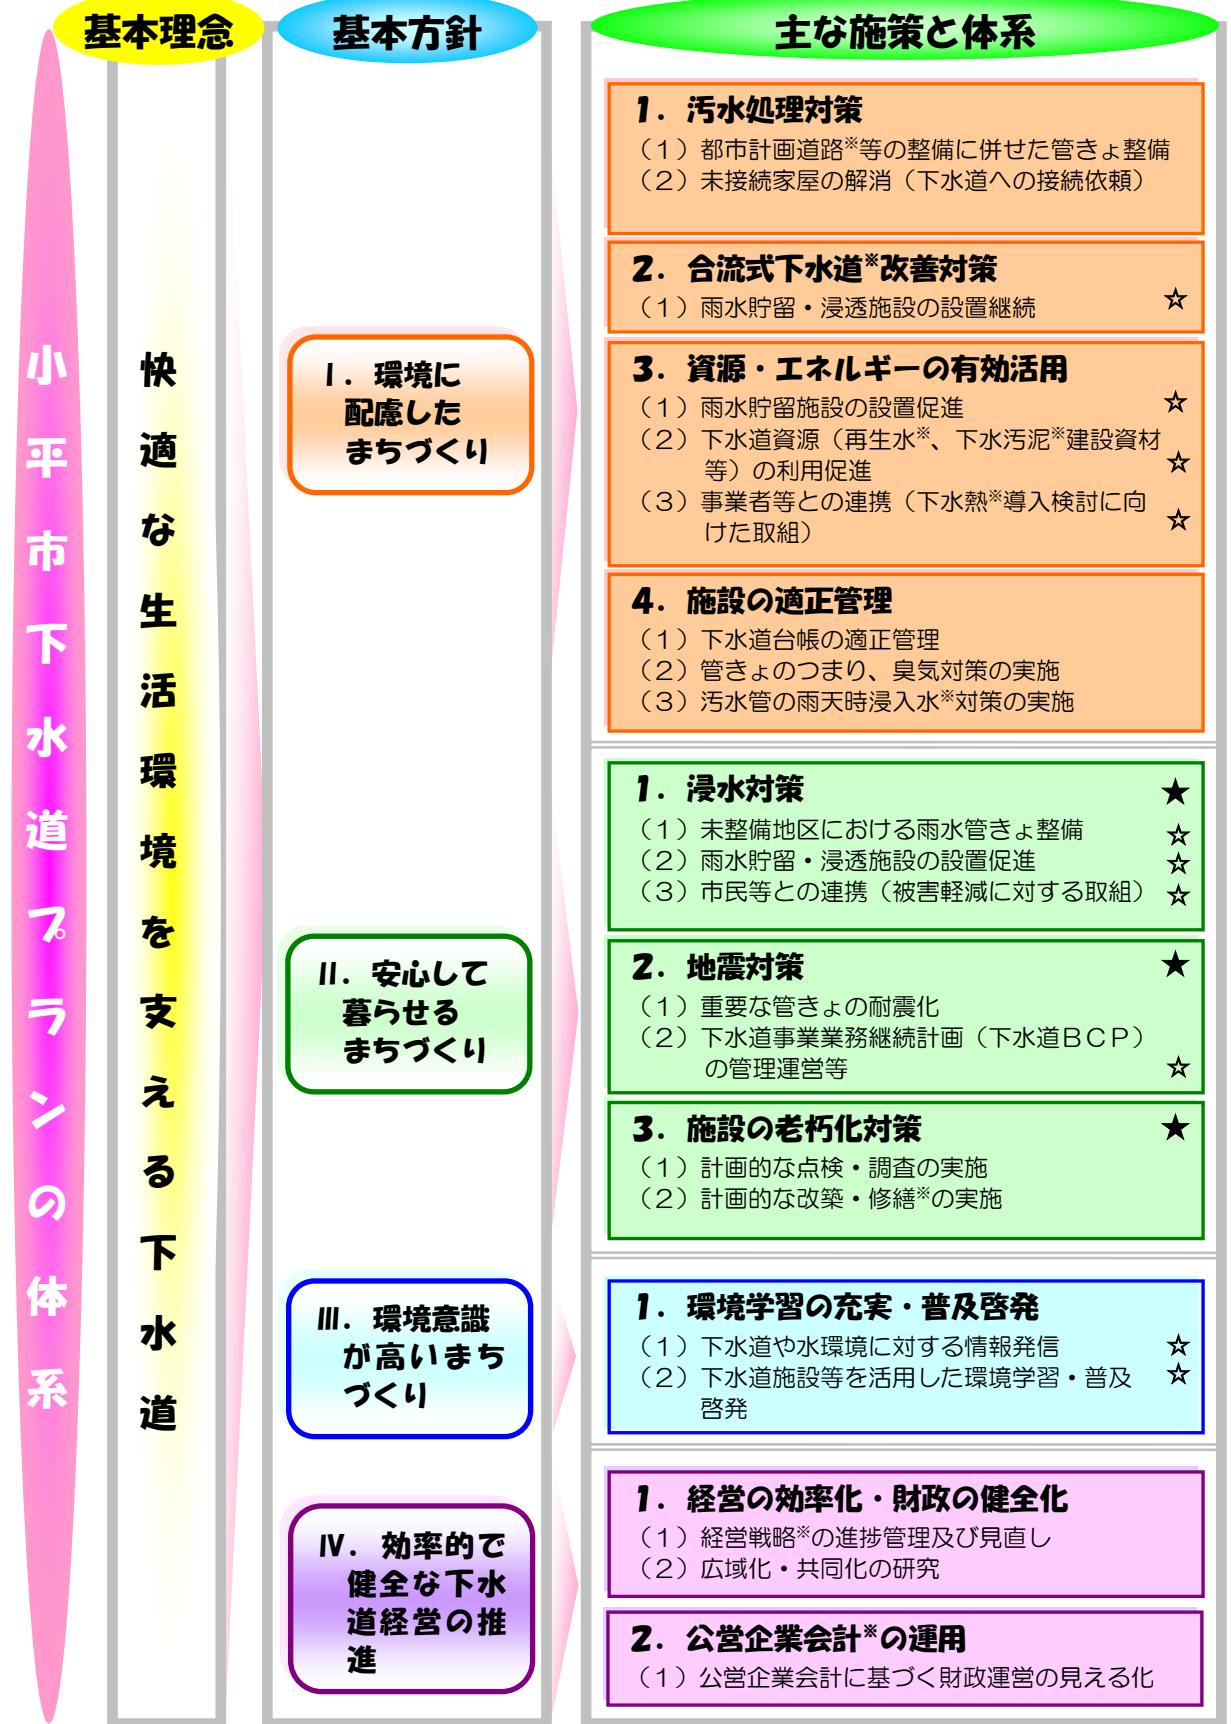 基本理念
基本方針
主な施策と体系
小平市下水道プランの体系
快適な生活環境を支える下水道
Ⅰ．環境に
配慮した
まちづくり
1．汚水処理対策
（１）都市計画道路※等の整備に併せた管きょ整備
（２）未接続家屋の解消（下水道への接続依頼）
2．合流式下水道※改善対策
（１）雨水貯留・浸透施設の設置継続 ☆
3．資源・エネルギーの有効活用
（１）雨水貯留施設の設置促進 ☆
（２）下水道資源（再生水※、下水汚泥※建設資材
等）の利用促進 ☆
（３）事業者等との連携（下水熱※導入検討に向
けた取組） ☆
4．施設の適正管理
（１）下水道台帳の適正管理
（２）管きょのつまり、臭気対策の実施
（３）汚水管の雨天時浸入水※対策の実施
Ⅱ．安心して
暮らせる
まちづくり
1．浸水対策 ★
（１）未整備地区における雨水管きょ整備 ☆
（２）雨水貯留・浸透施設の設置促進 ☆
（３）市民等との連携（被害軽減に対する取組） ☆
2．地震対策 ★
（１）重要な管きょの耐震化
（２）下水道事業業務継続計画（下水道ＢＣＰ）
の管理運営等 ☆
3．施設の老朽化対策 ★
（１）計画的な点検・調査の実施
（２）計画的な改築・修繕※の実施
Ⅲ．環境意識
が高いまち
づくり
1．環境学習の充実・普及啓発
（１）下水道や水環境に対する情報発信 ☆
（２）下水道施設等を活用した環境学習・普及 ☆
啓発
Ⅳ．効率的で
健全な下水
道経営の推
進
1．経営の効率化・財政の健全化
（１）経営戦略※の進捗管理及び見直し
（２）広域化・共同化の研究
2．公営企業会計※の運用
（１）公営企業会計に基づく財政運営の見える化